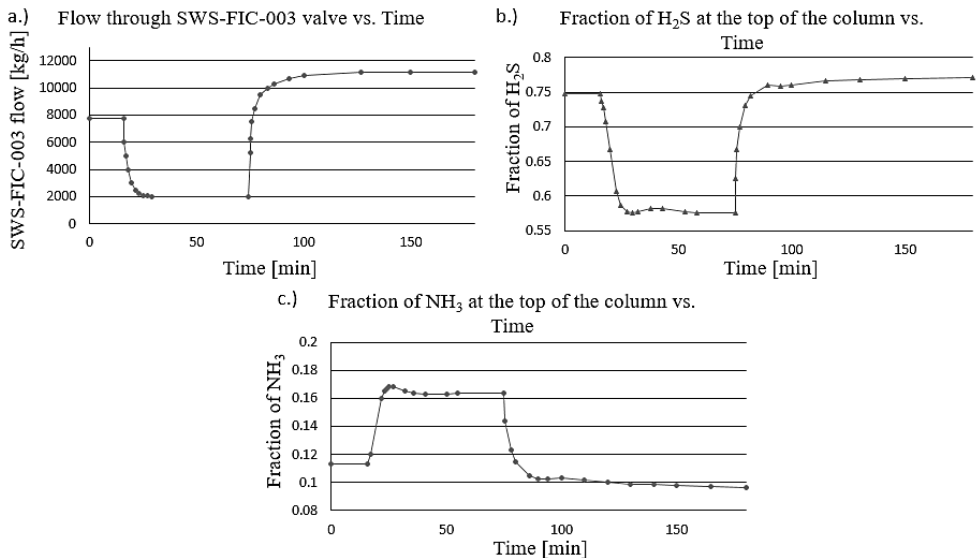 a.) Flow through SWS-FIC-003 valve vs. Time
SWS-FIC-003 flow [kg/h]
12000
10000
8000
6000
4000
2000
0
0 50 100 150
Time [min]
b.) Fraction of H₂S at the top of the column vs.
Time
Fraction of H₂S
0.8
0.75
0.7
0.65
0.6
0.55
0 50 100 150
Time [min]
c.) Fraction of NH₃ at the top of the column vs.
Time
Fraction of NH₃
0.2
0.18
0.16
0.14
0.12
0.1
0.08
0 50 100 150
Time [min]